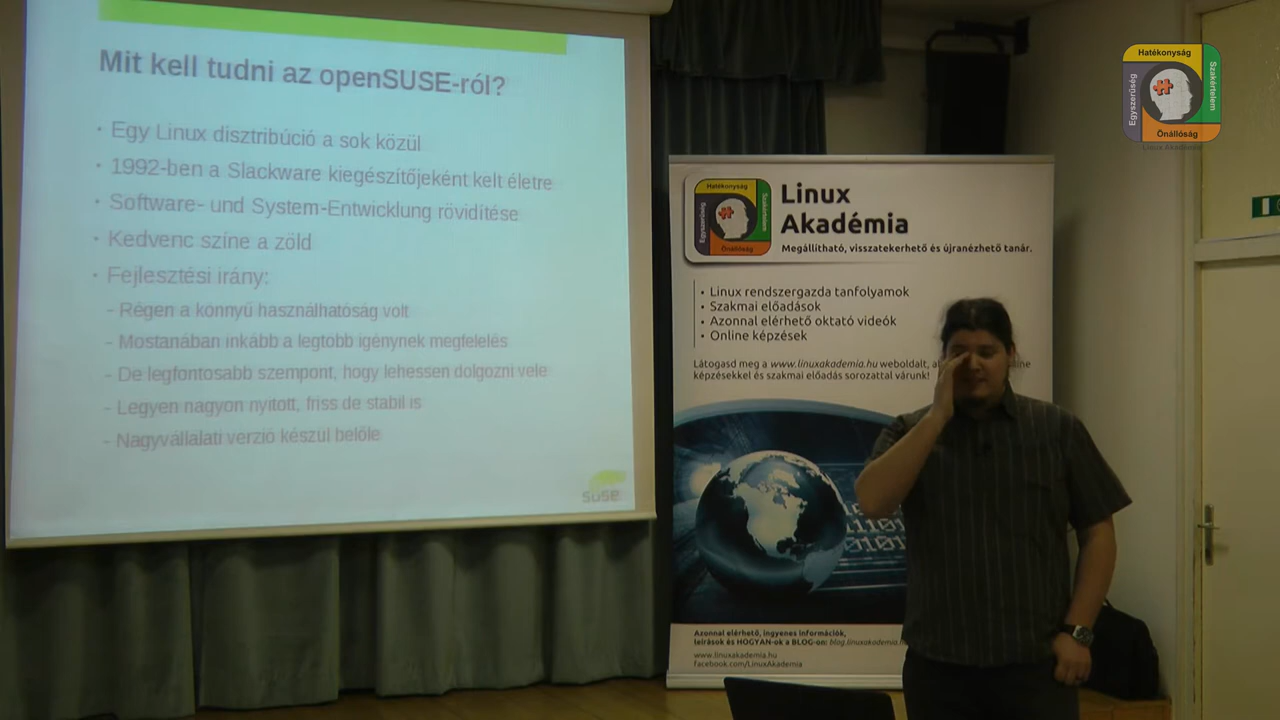 Mit kell tudni az openSUSE-ról?
• Egy Linux disztribúció a sok közül
• 1992-ben a Slackware kiegészítőjeként kelt életre
• Software- und System-Entwicklung rövidítése
• Kedvenc színe a zöld
• Fejlesztési irány:
– Régen a könnyű használhatóság volt
– Mostanában inkább a legtöbb igénynek megfelelés
– De legfontosabb szempont, hogy lehessen dolgozni vele
– Legyen nagyon nyitott, friss de stabil is
– Nagyvállalati verzió készül belőle
suse
Hatékonyság
Egyszerűség
Szakértelem
Önállóság
Linux Akadémia
Hatékonyság
Egyszerűség
Szakértelem
Önállóság
Linux
Akadémia
Megállítható, visszatekerhető és újranézhető tanár.
• Linux rendszergazda tanfolyamok
• Szakmai előadások
• Azonnal elérhető oktató videók
• Online képzések
Látogasd meg a www.linuxakademia.hu weboldalt,
képzésekkel és szakmai előadás sorozattal várunk!
Azonnal elérhető, ingyenes információk,
leírások és HOGYAN-ok a BLOG-on: blog.linuxakademia.
www.linuxakademia.hu
facebook.com/LinuxAkademia